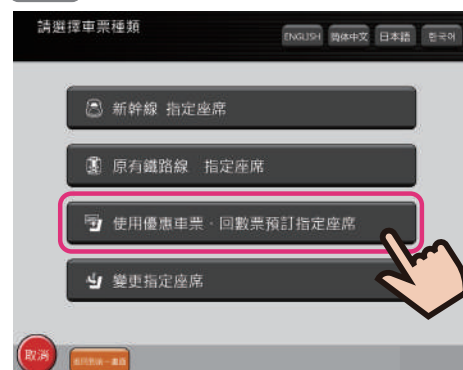 請選擇車票種類
ENGLISH 簡体中文 日本語 한국어
新幹線 指定座席
原有鐵路線 指定座席
使用優惠車票・回數票預訂指定座席
變更指定座席
取消